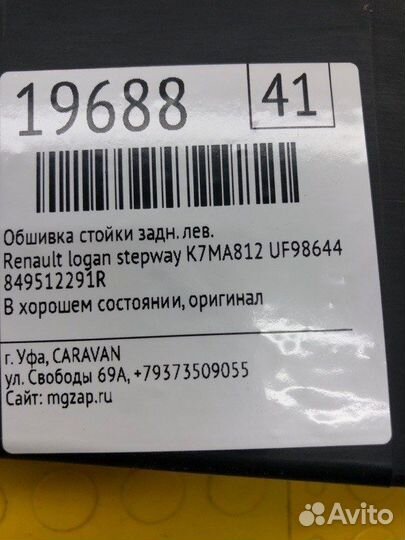 19688
41
Обшивка стойки задн. лев.
Renault logan stepway K7MA812 UF98644
849512291R
В хорошем состоянии, оригинал
г. Уфа, CARAVAN
ул. Свободы 69А, +79373509055
Сайт: mgzap.ru
Avito